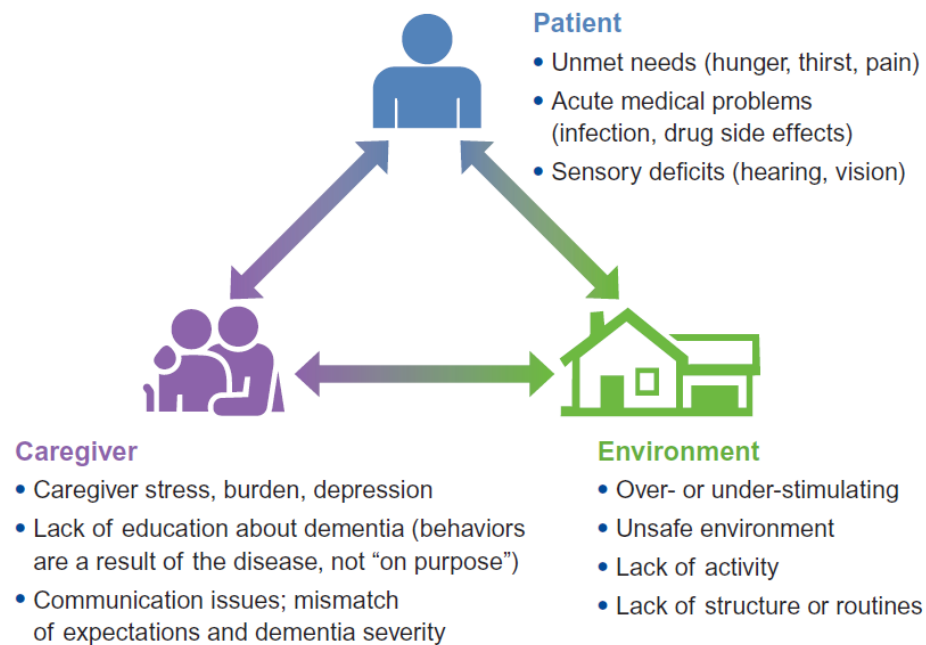 Patient
• Unmet needs (hunger, thirst, pain)
• Acute medical problems
(infection, drug side effects)
• Sensory deficits (hearing, vision)
Caregiver
• Caregiver stress, burden, depression
• Lack of education about dementia (behaviors
are a result of the disease, not “on purpose”)
• Communication issues; mismatch
of expectations and dementia severity
Environment
• Over- or under-stimulating
• Unsafe environment
• Lack of activity
• Lack of structure or routines